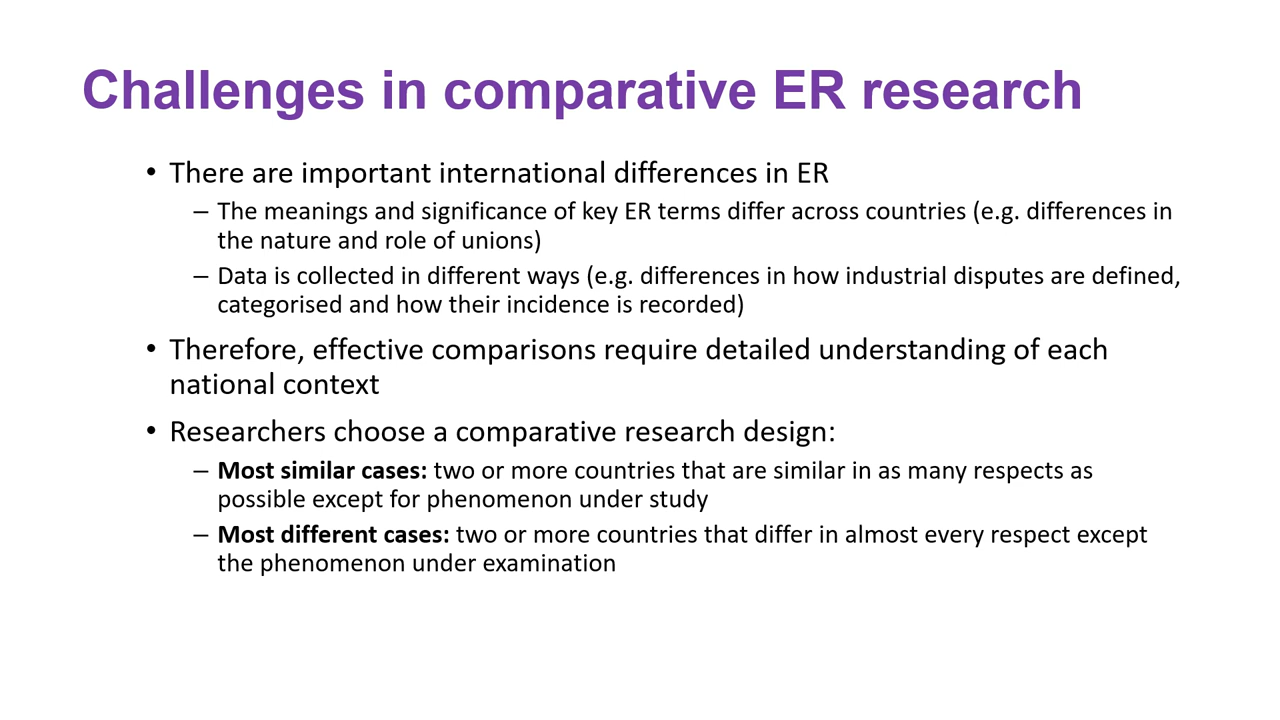 Challenges in comparative ER research
• There are important international differences in ER
– The meanings and significance of key ER terms differ across countries (e.g. differences in
the nature and role of unions)
– Data is collected in different ways (e.g. differences in how industrial disputes are defined,
categorised and how their incidence is recorded)
• Therefore, effective comparisons require detailed understanding of each
national context
• Researchers choose a comparative research design:
– Most similar cases: two or more countries that are similar in as many respects as
possible except for phenomenon under study
– Most different cases: two or more countries that differ in almost every respect except
the phenomenon under examination